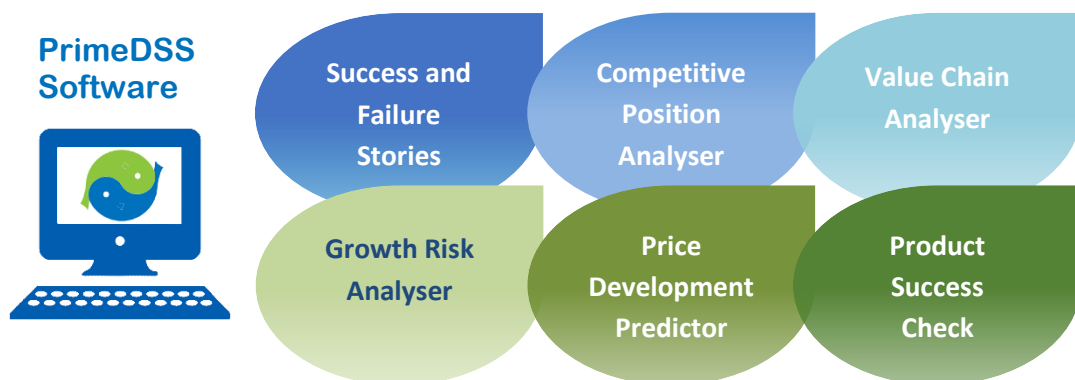 PrimeDSS
Software
Success and
Failure
Stories
Competitive
Position
Analyser
Value Chain
Analyser
Growth Risk
Analyser
Price
Development
Predictor
Product
Success
Check